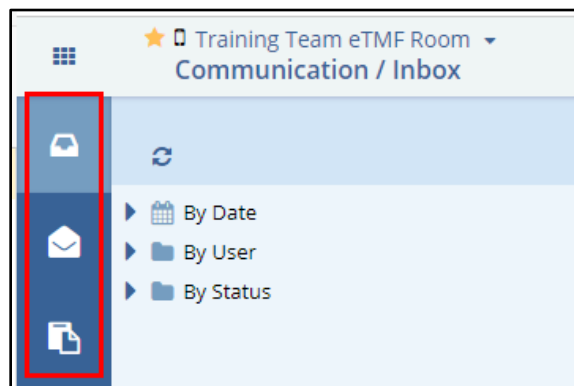 Training Team eTMF Room
Communication / Inbox
By Date
By User
By Status